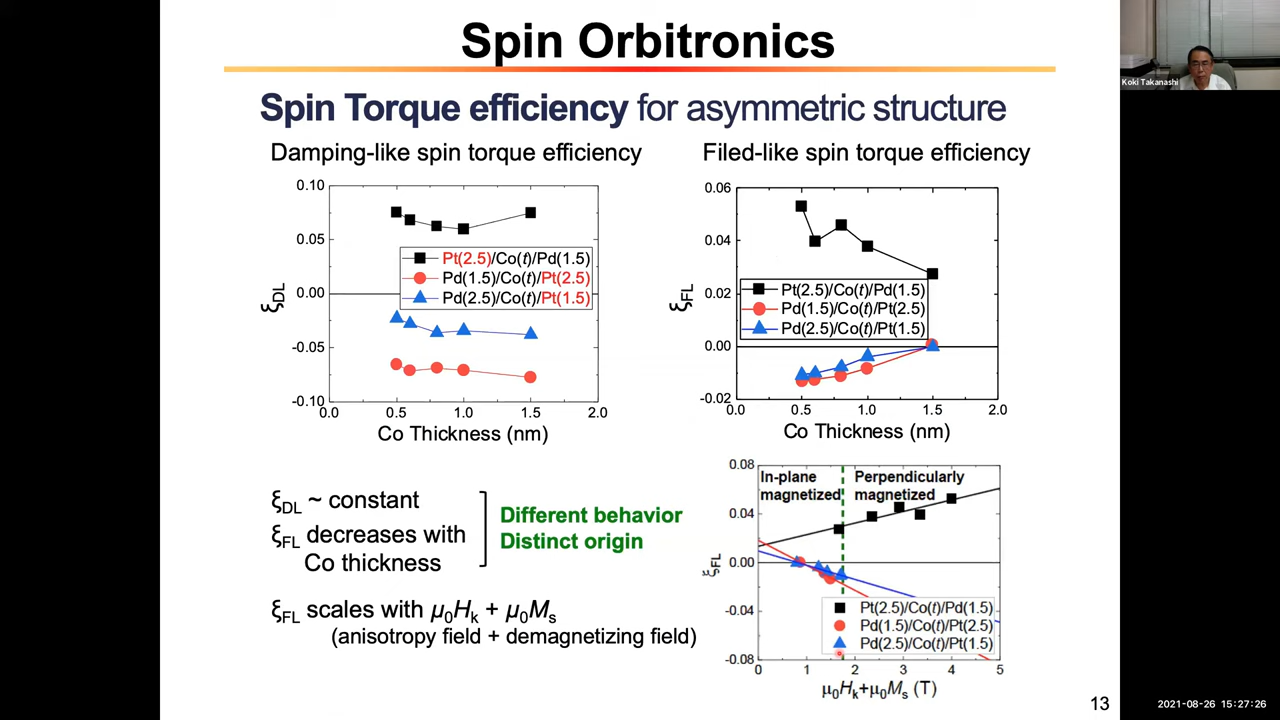 Spin Orbitronics
Koki Takanashi
Spin Torque efficiency for asymmetric structure
Damping-like spin torque efficiency
0.10
0.05
0.00
-0.05
-0.10
ξDL
0.0 0.5 1.0 1.5 2.0
Co Thickness (nm)
Pt(2.5)/Co(t)/Pd(1.5)
Pd(1.5)/Co(t)/Pt(2.5)
Pd(2.5)/Co(t)/Pt(1.5)
Filed-like spin torque efficiency
0.06
0.04
0.02
0.00
-0.02
ξFL
0.0 0.5 1.0 1.5 2.0
Co Thickness (nm)
Pt(2.5)/Co(t)/Pd(1.5)
Pd(1.5)/Co(t)/Pt(2.5)
Pd(2.5)/Co(t)/Pt(1.5)
ξDL ~ constant
ξFL decreases with
Co thickness
Different behavior
Distinct origin
ξFL scales with μ0Hk + μ0Ms
(anisotropy field + demagnetizing field)
0.08
0.04
0.00
-0.04
-0.08
ξFL
In-plane
magnetized
Perpendicularly
magnetized
Pt(2.5)/Co(t)/Pd(1.5)
Pd(1.5)/Co(t)/Pt(2.5)
Pd(2.5)/Co(t)/Pt(1.5)
0 1 2 3 4 5
μ0Hk+μ0Ms (T)
13
2021-08-26 15:27:26